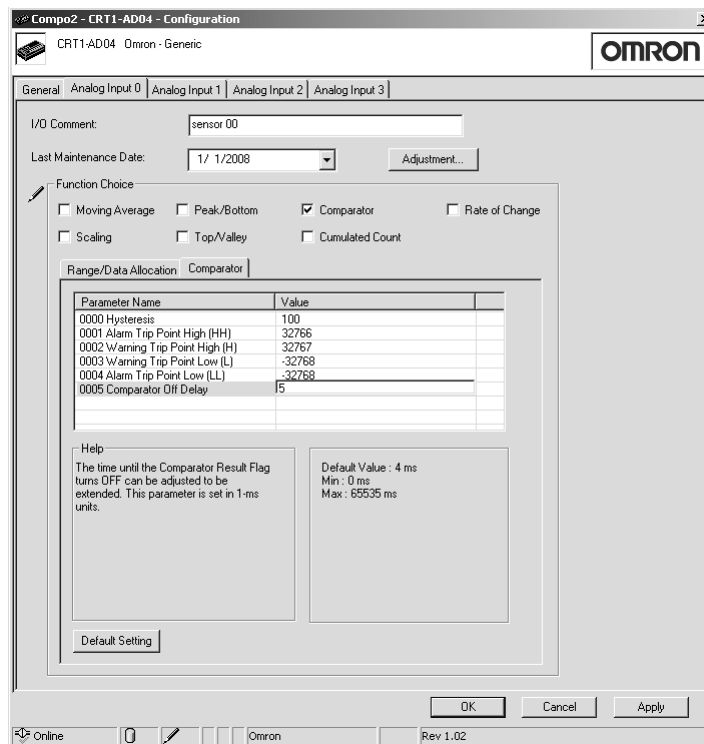 Compo2 - CRT1-AD04 - Configuration
CRT1-AD04 Omron - Generic
OMRON
General Analog Input 0 Analog Input 1 Analog Input 2 Analog Input 3
I/O Comment: sensor 00
Last Maintenance Date: 1/ 1/2008 Adjustment...
Function Choice
Moving Average Peak/Bottom Comparator Rate of Change
Scaling Top/Valley Cumulated Count
Range/Data Allocation Comparator
Parameter Name Value
0000 Hysteresis 100
0001 Alarm Trip Point High (HH) 32766
0002 Warning Trip Point High (H) 32767
0003 Warning Trip Point Low (L) -32768
0004 Alarm Trip Point Low (LL) -32768
0005 Comparator Off Delay 5
Help
The time until the Comparator Result Flag
turns OFF can be adjusted to be
extended. This parameter is set in 1-ms
units.
Default Value : 4 ms
Min : 0 ms
Max : 65535 ms
Default Setting
OK Cancel Apply
Online Omron Rev 1.02